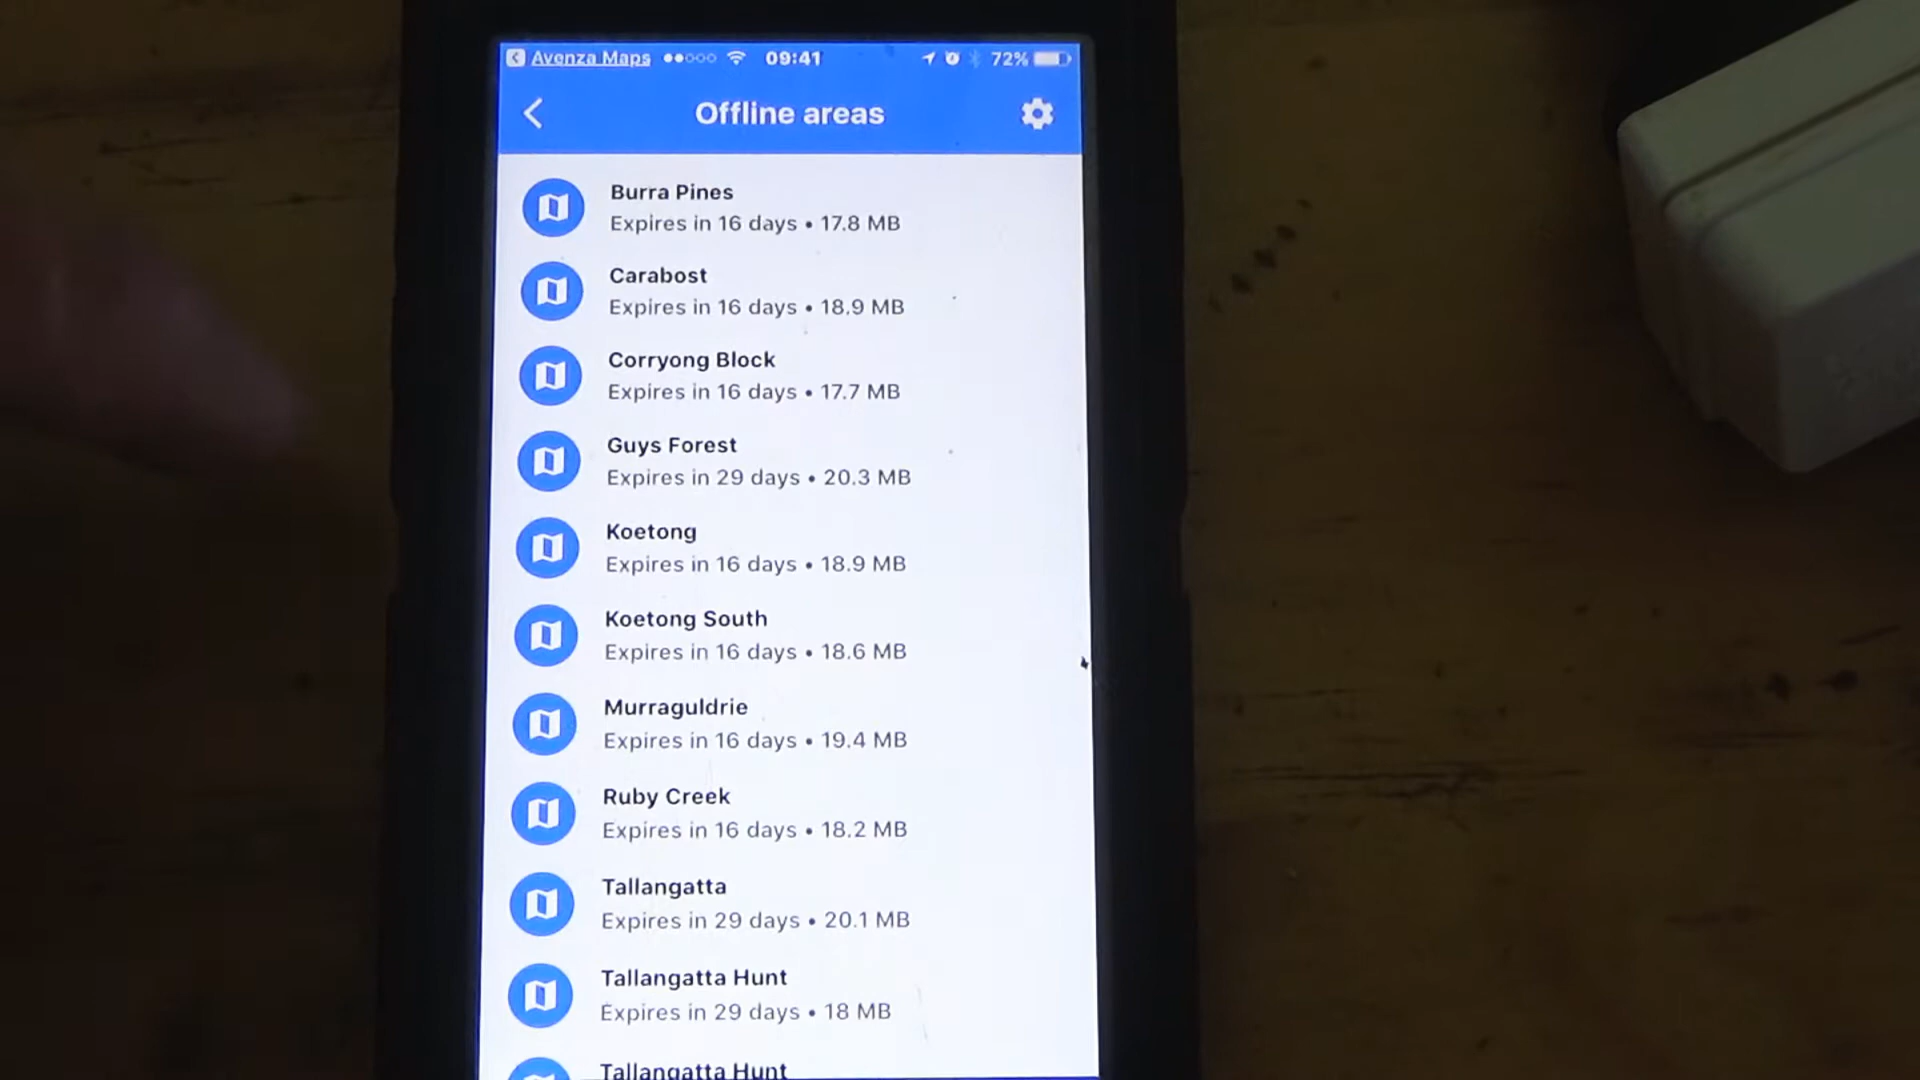 Avenza Maps 09:41 72%
Offline areas
Burra Pines
Expires in 16 days • 17.8 MB
Carabost
Expires in 16 days • 18.9 MB
Corryong Block
Expires in 16 days • 17.7 MB
Guys Forest
Expires in 29 days • 20.3 MB
Koetong
Expires in 16 days • 18.9 MB
Koetong South
Expires in 16 days • 18.6 MB
Murraguldrie
Expires in 16 days • 19.4 MB
Ruby Creek
Expires in 16 days • 18.2 MB
Tallangatta
Expires in 29 days • 20.1 MB
Tallangatta Hunt
Expires in 29 days • 18 MB
Tallangatta Hunt